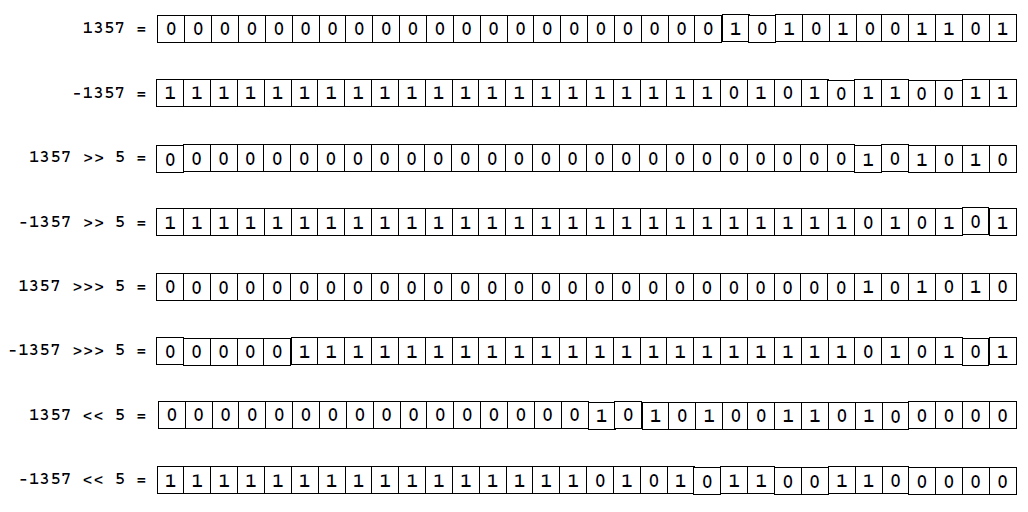 1357 = 0 0 0 0 0 0 0 0 0 0 0 0 0 0 0 0 0 0 0 0 0 1 0 1 0 1 0 0 1 1 0 1
-1357 = 1 1 1 1 1 1 1 1 1 1 1 1 1 1 1 1 1 1 1 1 1 0 1 0 1 0 1 1 0 0 1 1
1357 >> 5 = 0 0 0 0 0 0 0 0 0 0 0 0 0 0 0 0 0 0 0 0 0 0 0 0 0 0 1 0 1 0 1 0
-1357 >> 5 = 1 1 1 1 1 1 1 1 1 1 1 1 1 1 1 1 1 1 1 1 1 1 1 1 1 1 0 1 0 1 0 1
1357 >>> 5 = 0 0 0 0 0 0 0 0 0 0 0 0 0 0 0 0 0 0 0 0 0 0 0 0 0 0 1 0 1 0 1 0
-1357 >>> 5 = 0 0 0 0 0 1 1 1 1 1 1 1 1 1 1 1 1 1 1 1 1 1 1 1 1 1 0 1 0 1 0 1
1357 << 5 = 0 0 0 0 0 0 0 0 0 0 0 0 0 0 0 0 1 0 1 0 1 0 0 1 1 0 1 0 0 0 0 0
-1357 << 5 = 1 1 1 1 1 1 1 1 1 1 1 1 1 1 1 1 0 1 0 1 0 1 1 0 0 1 1 0 0 0 0 0